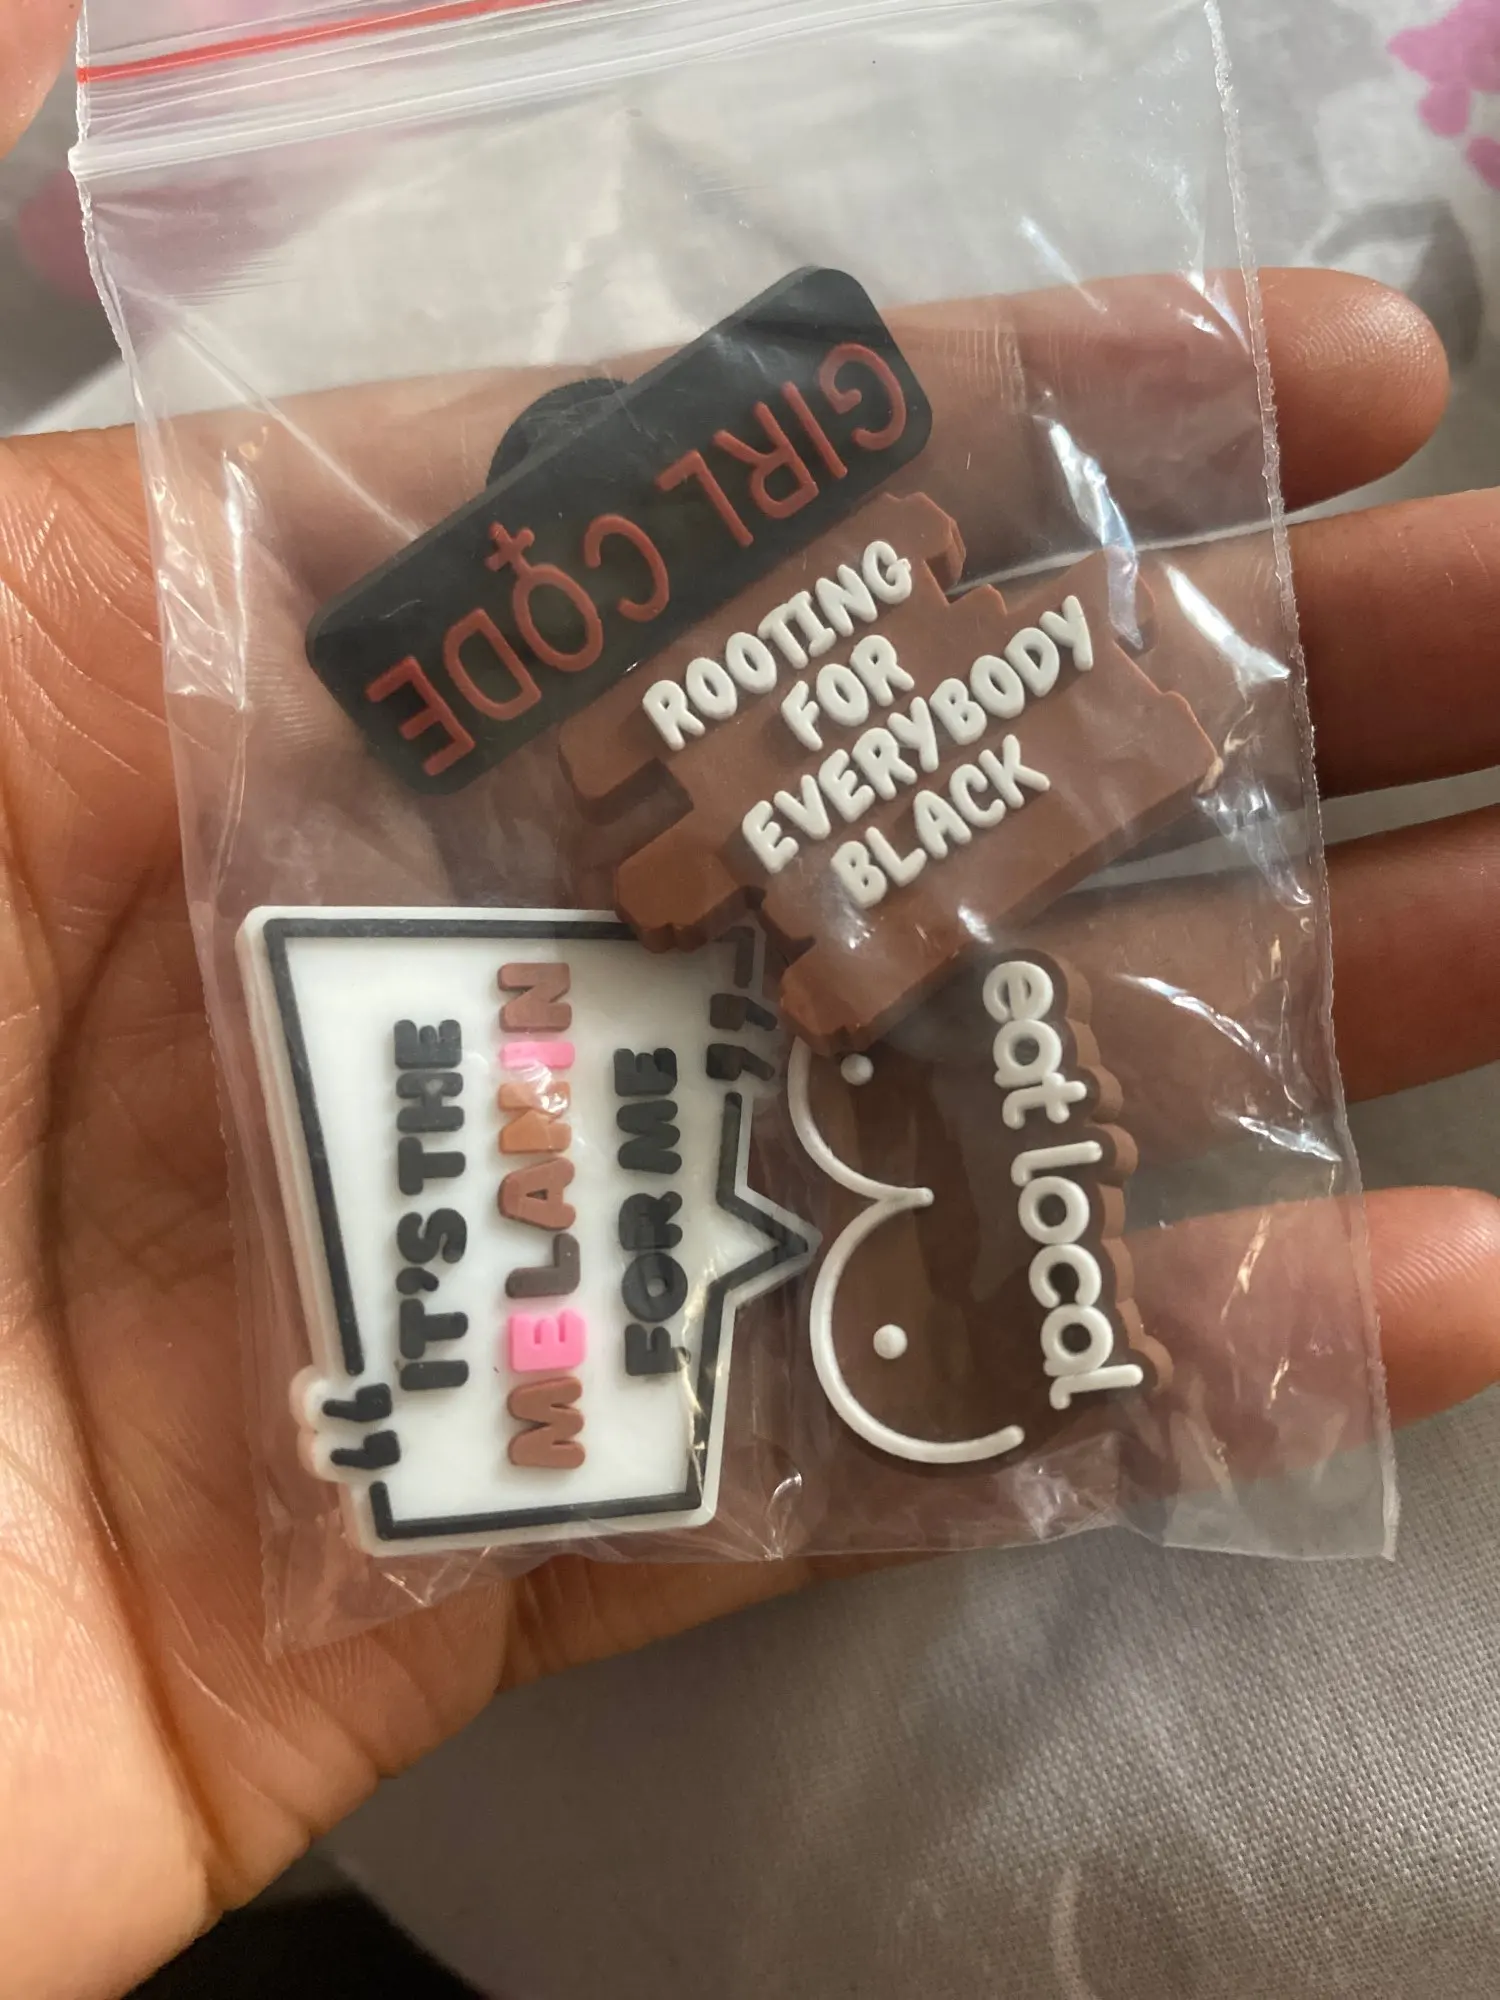 GIRL CODE
ROOTING
FOR
EVERYBODY
BLACK
"IT'S THE
MELANIN
FOR ME"
eat local